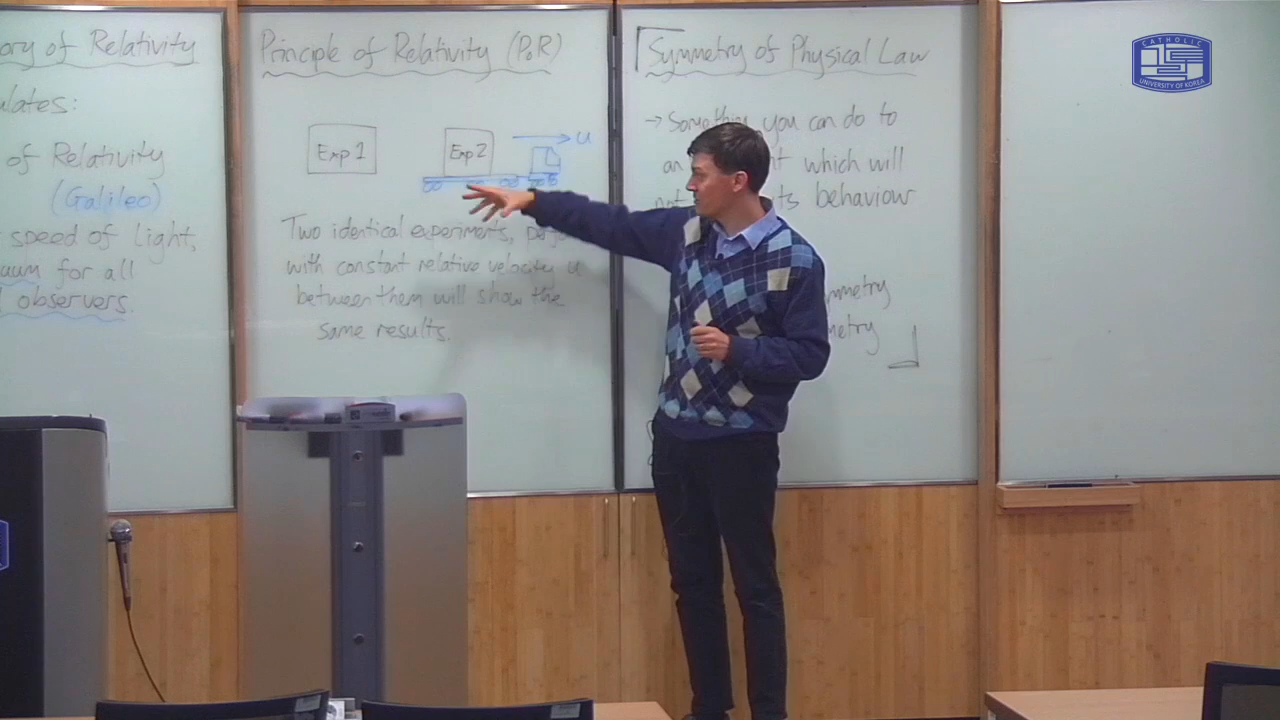 ory of Relativity
ulates:
of Relativity
(Galileo)
speed of light,
uum for all
observers.
Principle of Relativity (PoR)
Exp 1
Exp 2
u
Two identical experiments,
with constant relative velocity u
between them will show the
same results.
Symmetry of Physical Law
→ Something you can do to
an which will
behaviour
mmetry
metry
CATHOLIC
UNIVERSITY OF KOREA